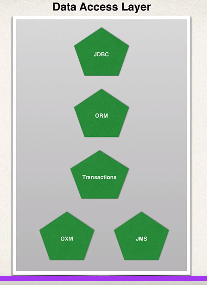 Data Access Layer
JDBC
ORM
Transactions
OXM
JMS